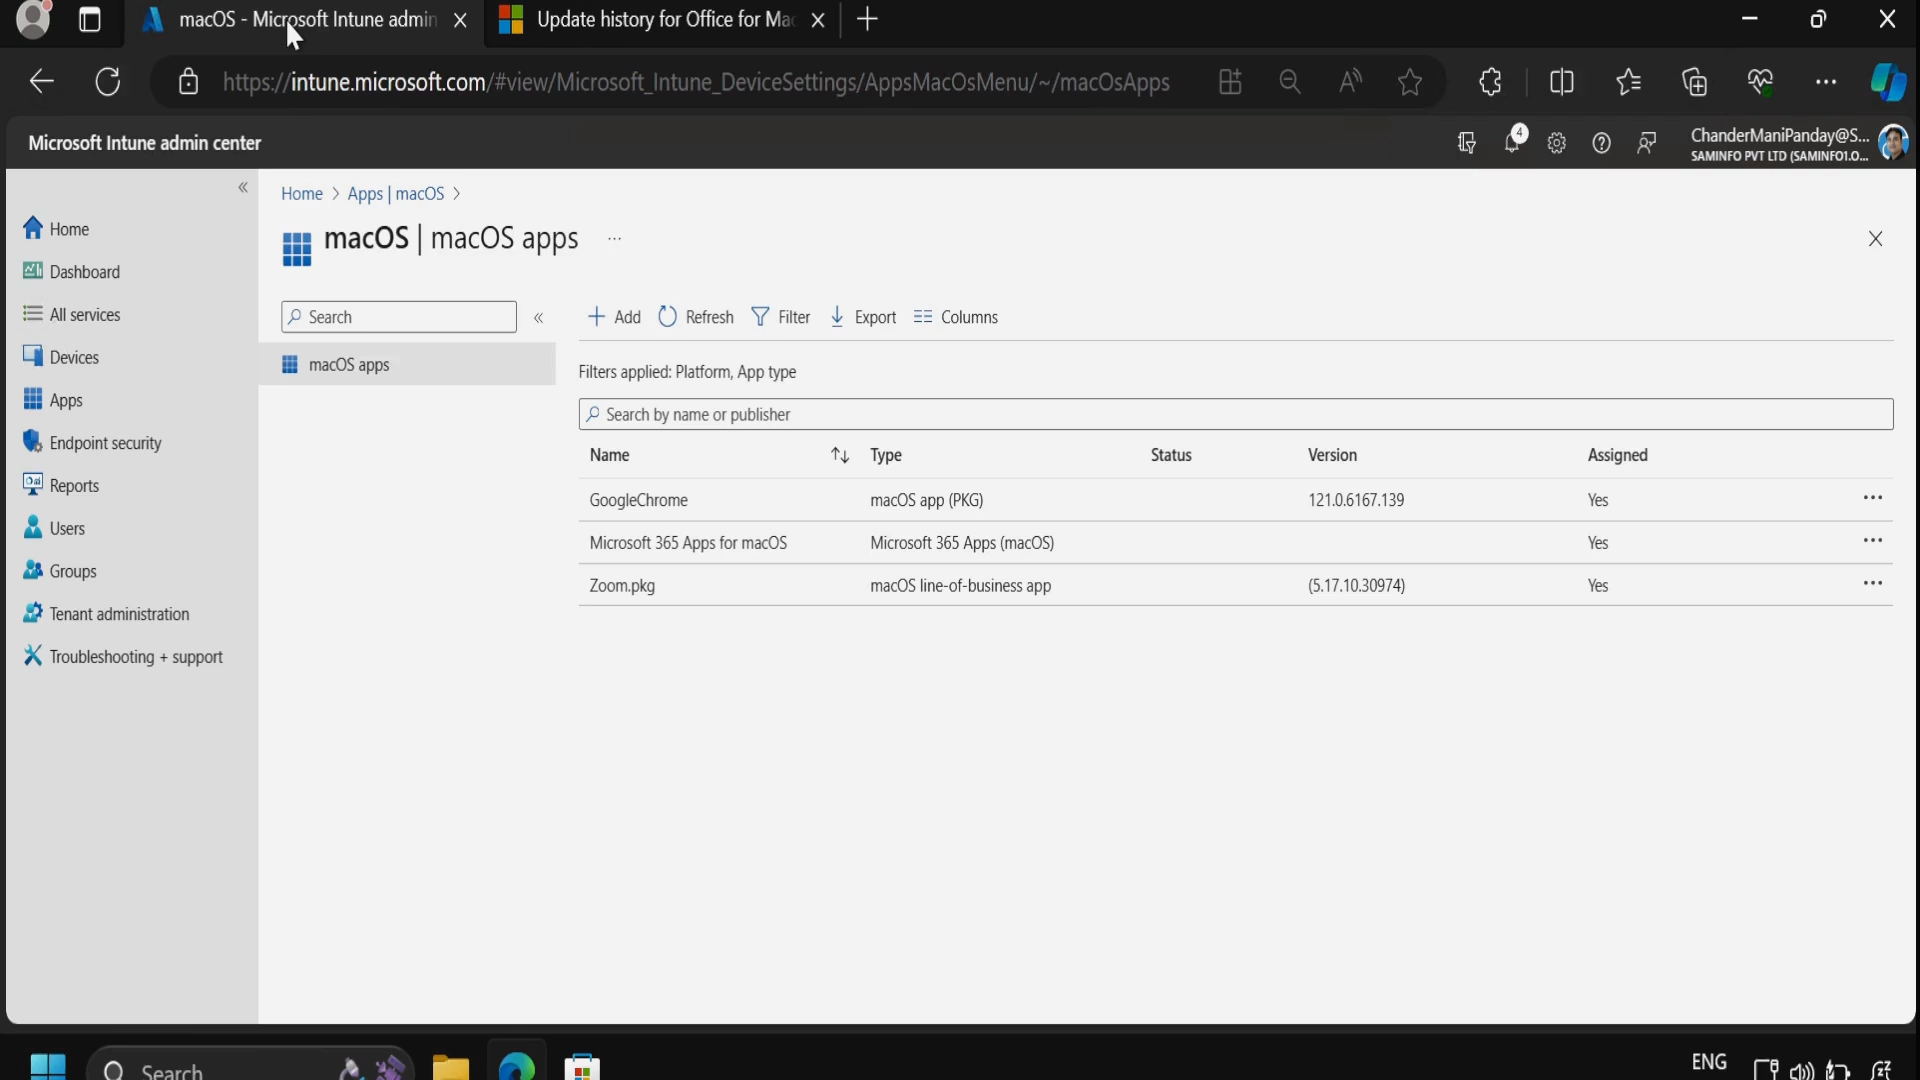 macOS - Microsoft Intune admin
Update history for Office for Mac
https://intune.microsoft.com/#view/Microsoft_Intune_DeviceSettings/AppsMacOsMenu/~/macOsApps
Microsoft Intune admin center
4
ChanderManiPanday@S...
SAMINFO PVT LTD (SAMINFO1.O...
Home > Apps | macOS >
macOS | macOS apps ...
Home
Dashboard
All services
Devices
Apps
Endpoint security
Reports
Users
Groups
Tenant administration
Troubleshooting + support
Search
macOS apps
Add Refresh Filter Export Columns
Filters applied: Platform, App type
Search by name or publisher
Name Type Status Version Assigned
GoogleChrome macOS app (PKG) 121.0.6167.139 Yes
Microsoft 365 Apps for macOS Microsoft 365 Apps (macOS) Yes
Zoom.pkg macOS line-of-business app (5.17.10.30974) Yes
Search
ENG